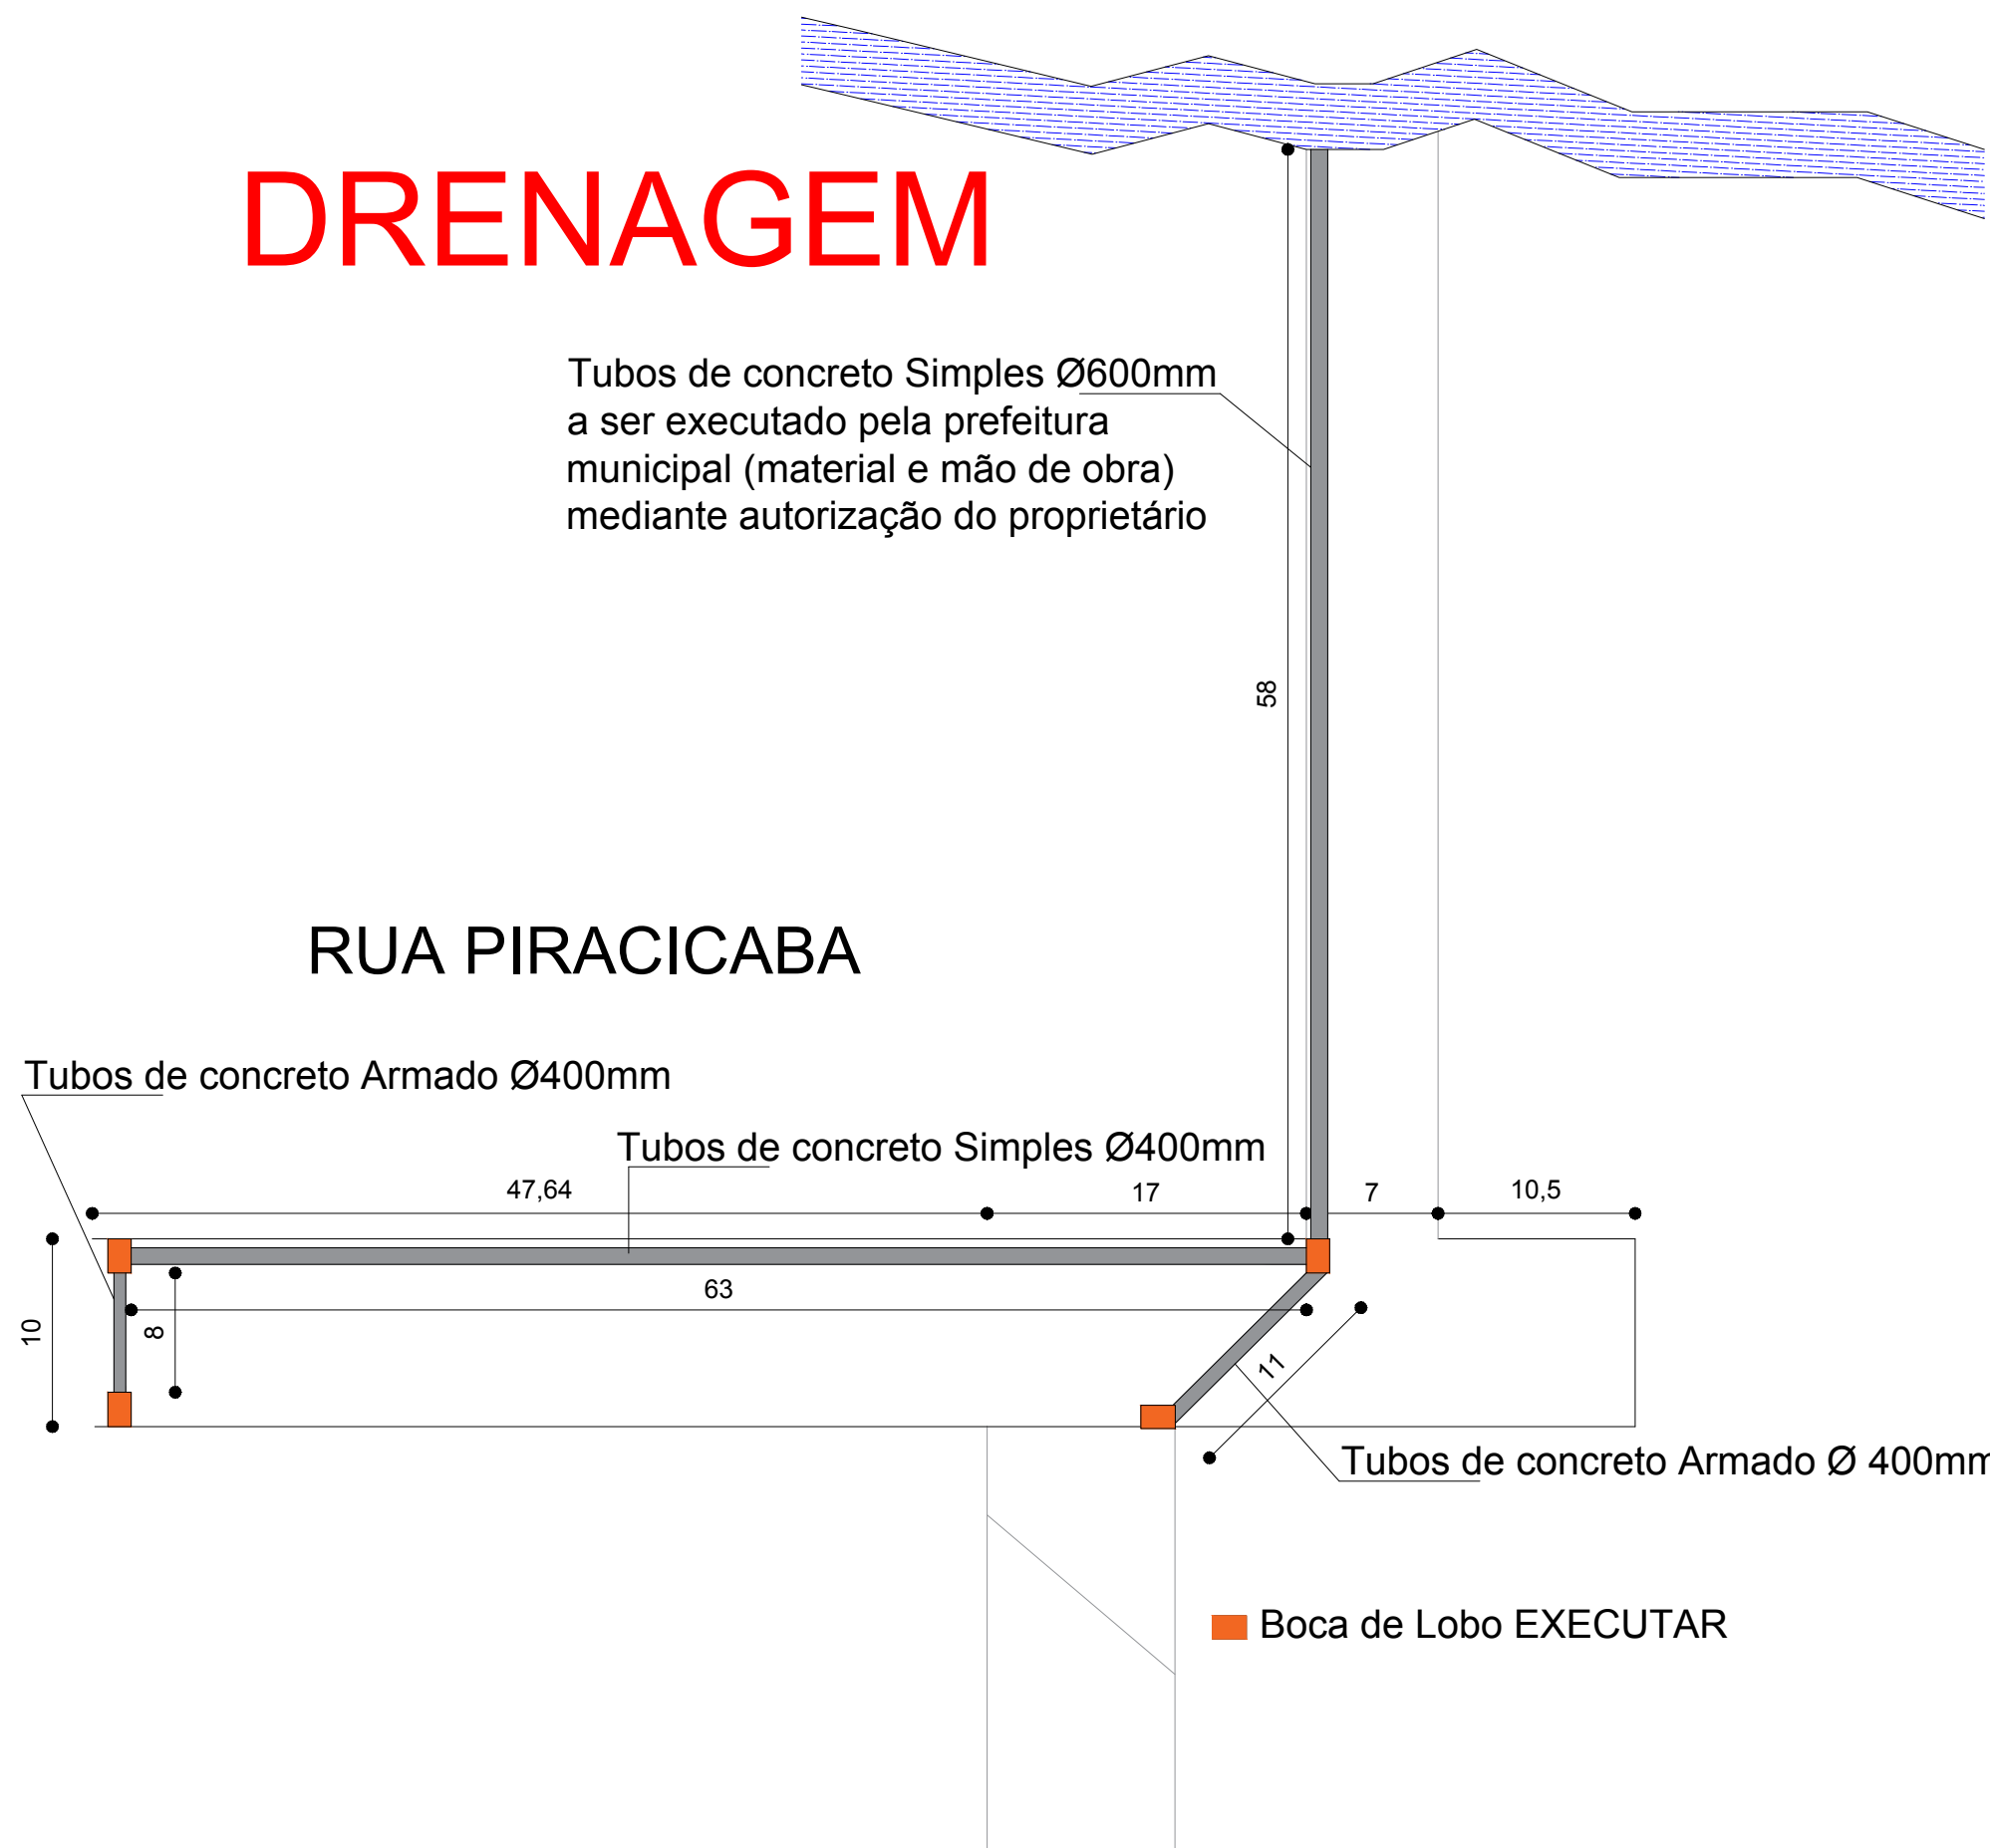 DRENAGEM
Tubos de concreto Simples Ø600mm
a ser executado pela prefeitura
municipal (material e mão de obra)
mediante autorização do proprietário
58
RUA PIRACICABA
Tubos de concreto Armado Ø400mm
Tubos de concreto Simples Ø400mm
47,64
17
7
10,5
63
10
8
11
Tubos de concreto Armado Ø 400mm
Boca de Lobo EXECUTAR